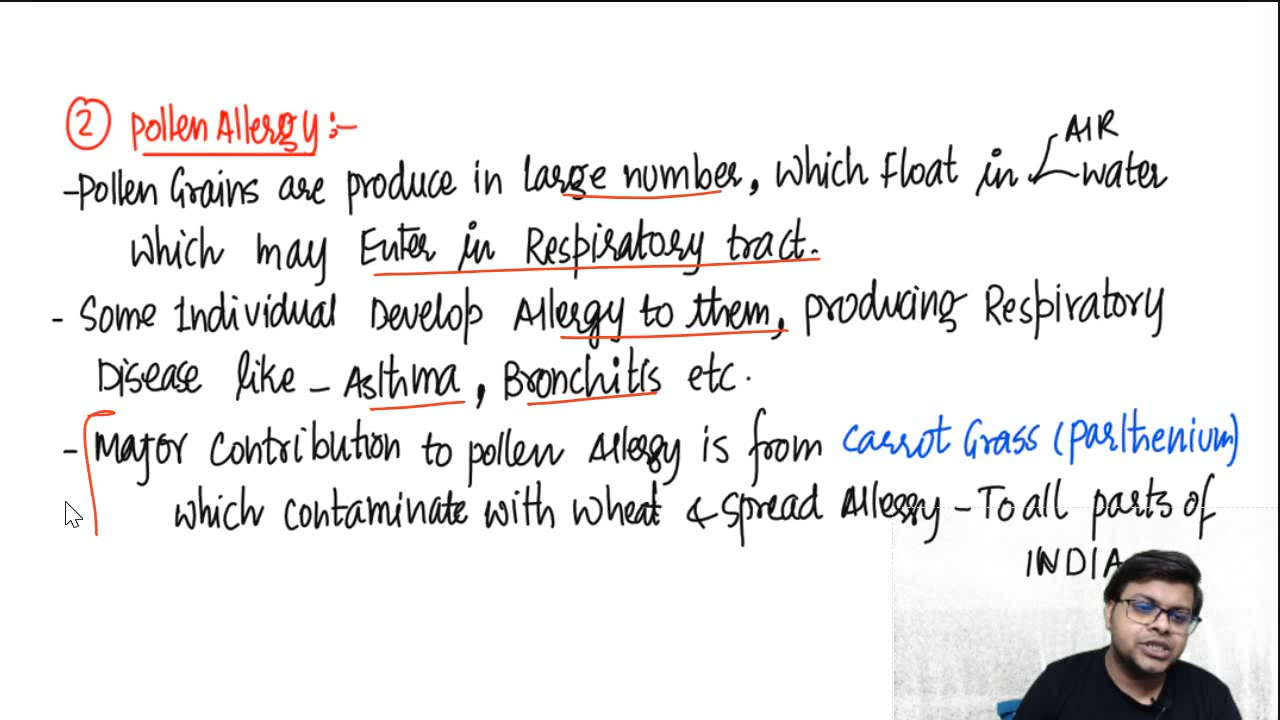 ② Pollen Allergy :-
- Pollen Grains are produce in large number, which Float in AIR
water
which may Enter in Respiratory tract.
- Some Individual Develop Allergy to them, producing Respiratory
Disease like - Asthma, Bronchitis etc.
- Major contribution to pollen Allergy is from carrot Grass (Parthenium)
which contaminate with wheat & spread Allergy - To all parts of
INDIA